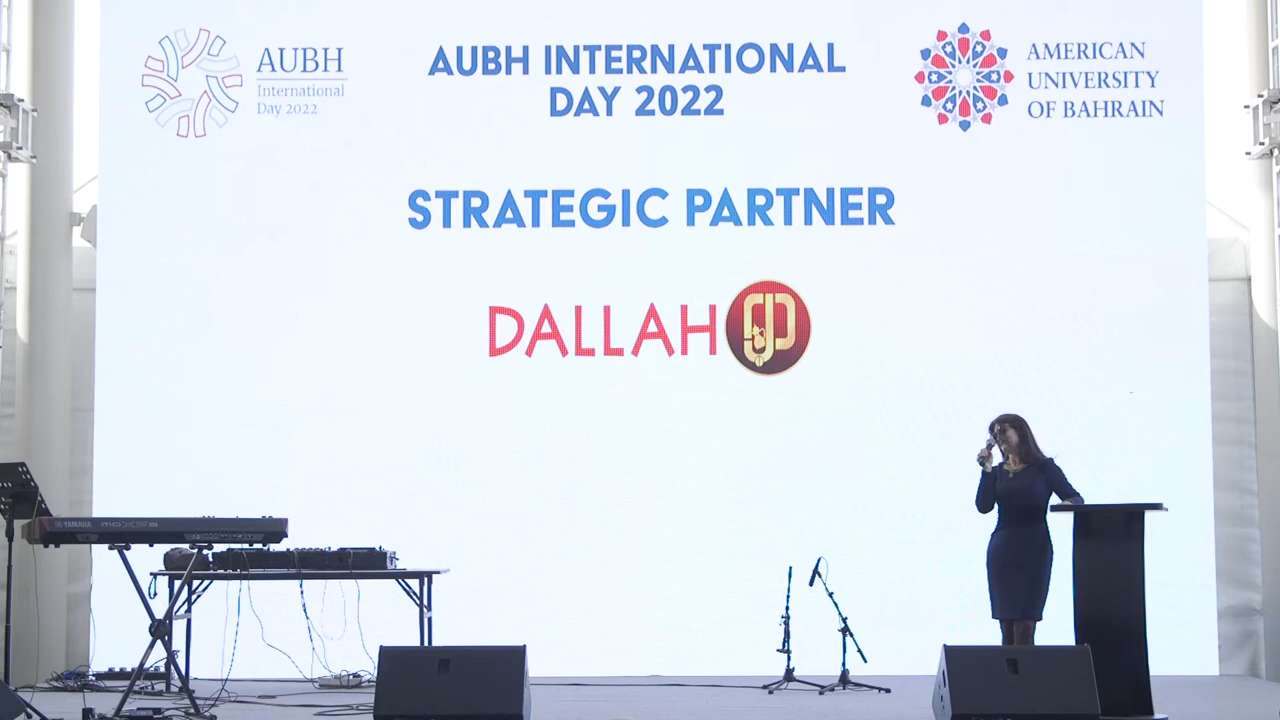 AUBH
International
Day 2022
AUBH INTERNATIONAL
DAY 2022
AMERICAN
UNIVERSITY
OF BAHRAIN
STRATEGIC PARTNER
DALLAH
YAMAHA